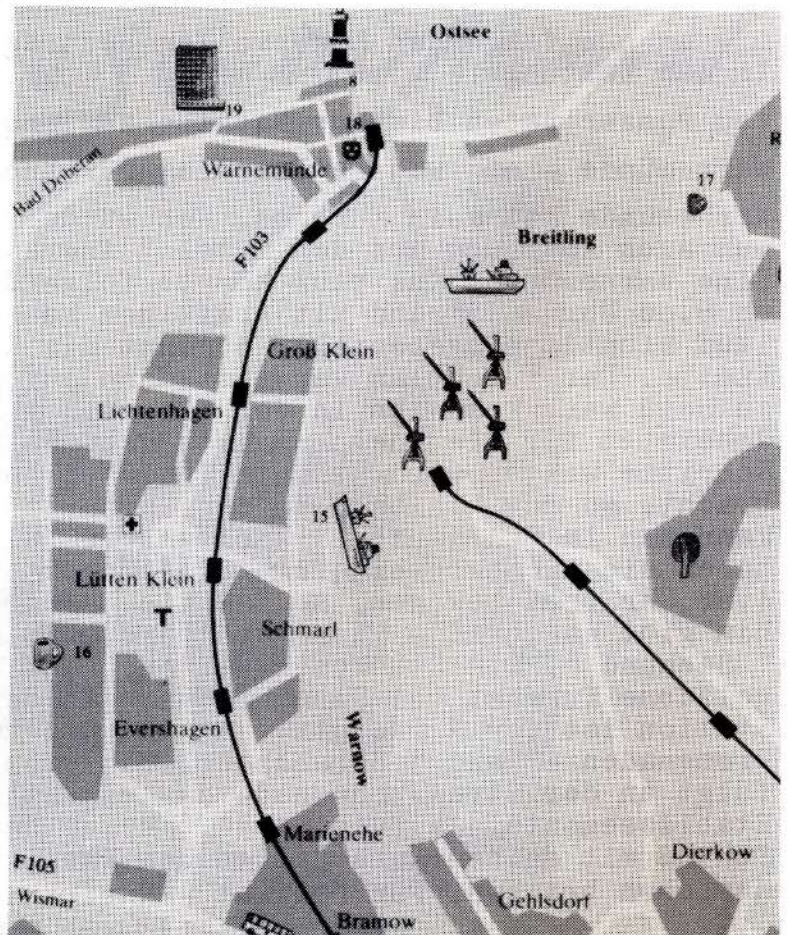 Ostsee
8
19
18
Bad Doberan
Warnemünde
17
R
F103
Breitling
Groß Klein
Lichtenhagen
15
Lütten Klein
T
Schmarl
16
Evershagen
Warnow
Marienehe
F105
Wismar
Dierkow
Gehlsdorf
Bramow